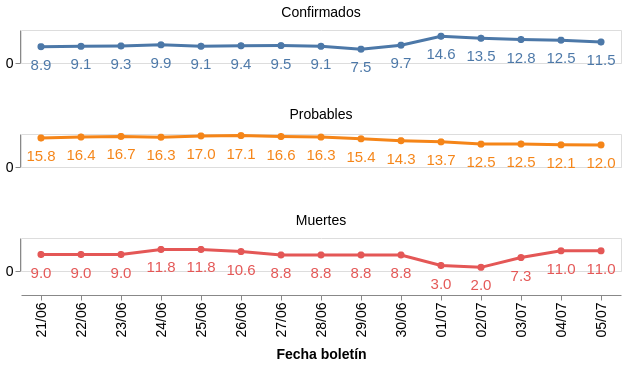 Confirmados
0
8.9 9.1 9.3 9.9 9.1 9.4 9.5 9.1 7.5 9.7 14.6 13.5 12.8 12.5 11.5
Probables
0
15.8 16.4 16.7 16.3 17.0 17.1 16.6 16.3 15.4 14.3 13.7 12.5 12.5 12.1 12.0
Muertes
0
9.0 9.0 9.0 11.8 11.8 10.6 8.8 8.8 8.8 8.8 3.0 2.0 7.3 11.0 11.0
21/06 22/06 23/06 24/06 25/06 26/06 27/06 28/06 29/06 30/06 01/07 02/07 03/07 04/07 05/07
Fecha boletín